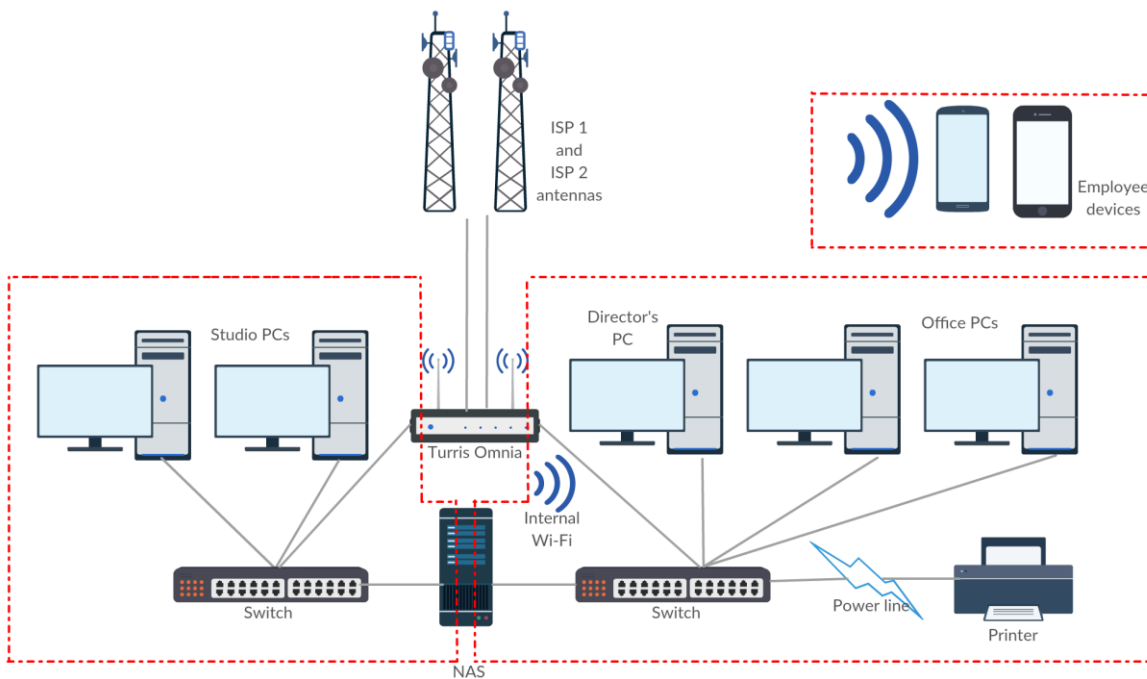 ISP 1
and
ISP 2
antennas
Employee
devices
Studio PCs
Director's
PC
Office PCs
Turris Omnia
Internal
Wi-Fi
Switch
Switch
Power line
Printer
NAS